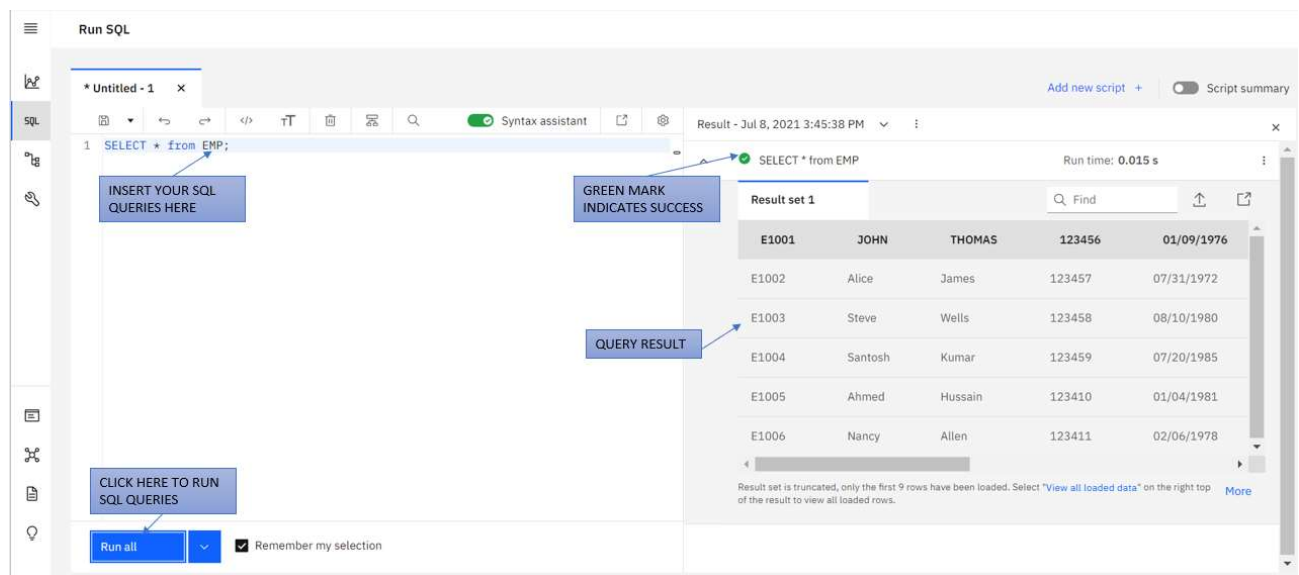 Run SQL
* Untitled - 1 ×
Add new script +
Script summary
SQL
</>
TT
Syntax assistant
Result - Jul 8, 2021 3:45:38 PM
1 SELECT * from EMP;
SELECT * from EMP
Run time: 0.015 s
INSERT YOUR SQL
QUERIES HERE
GREEN MARK
INDICATES SUCCESS
Result set 1
Find
E1001 JOHN THOMAS 123456 01/09/1976
E1002 Alice James 123457 07/31/1972
E1003 Steve Wells 123458 08/10/1980
QUERY RESULT
E1004 Santosh Kumar 123459 07/20/1985
E1005 Ahmed Hussain 123410 01/04/1981
E1006 Nancy Allen 123411 02/06/1978
CLICK HERE TO RUN
SQL QUERIES
Result set is truncated, only the first 9 rows have been loaded. Select "View all loaded data" on the right top
of the result to view all loaded rows.
More
Run all
Remember my selection